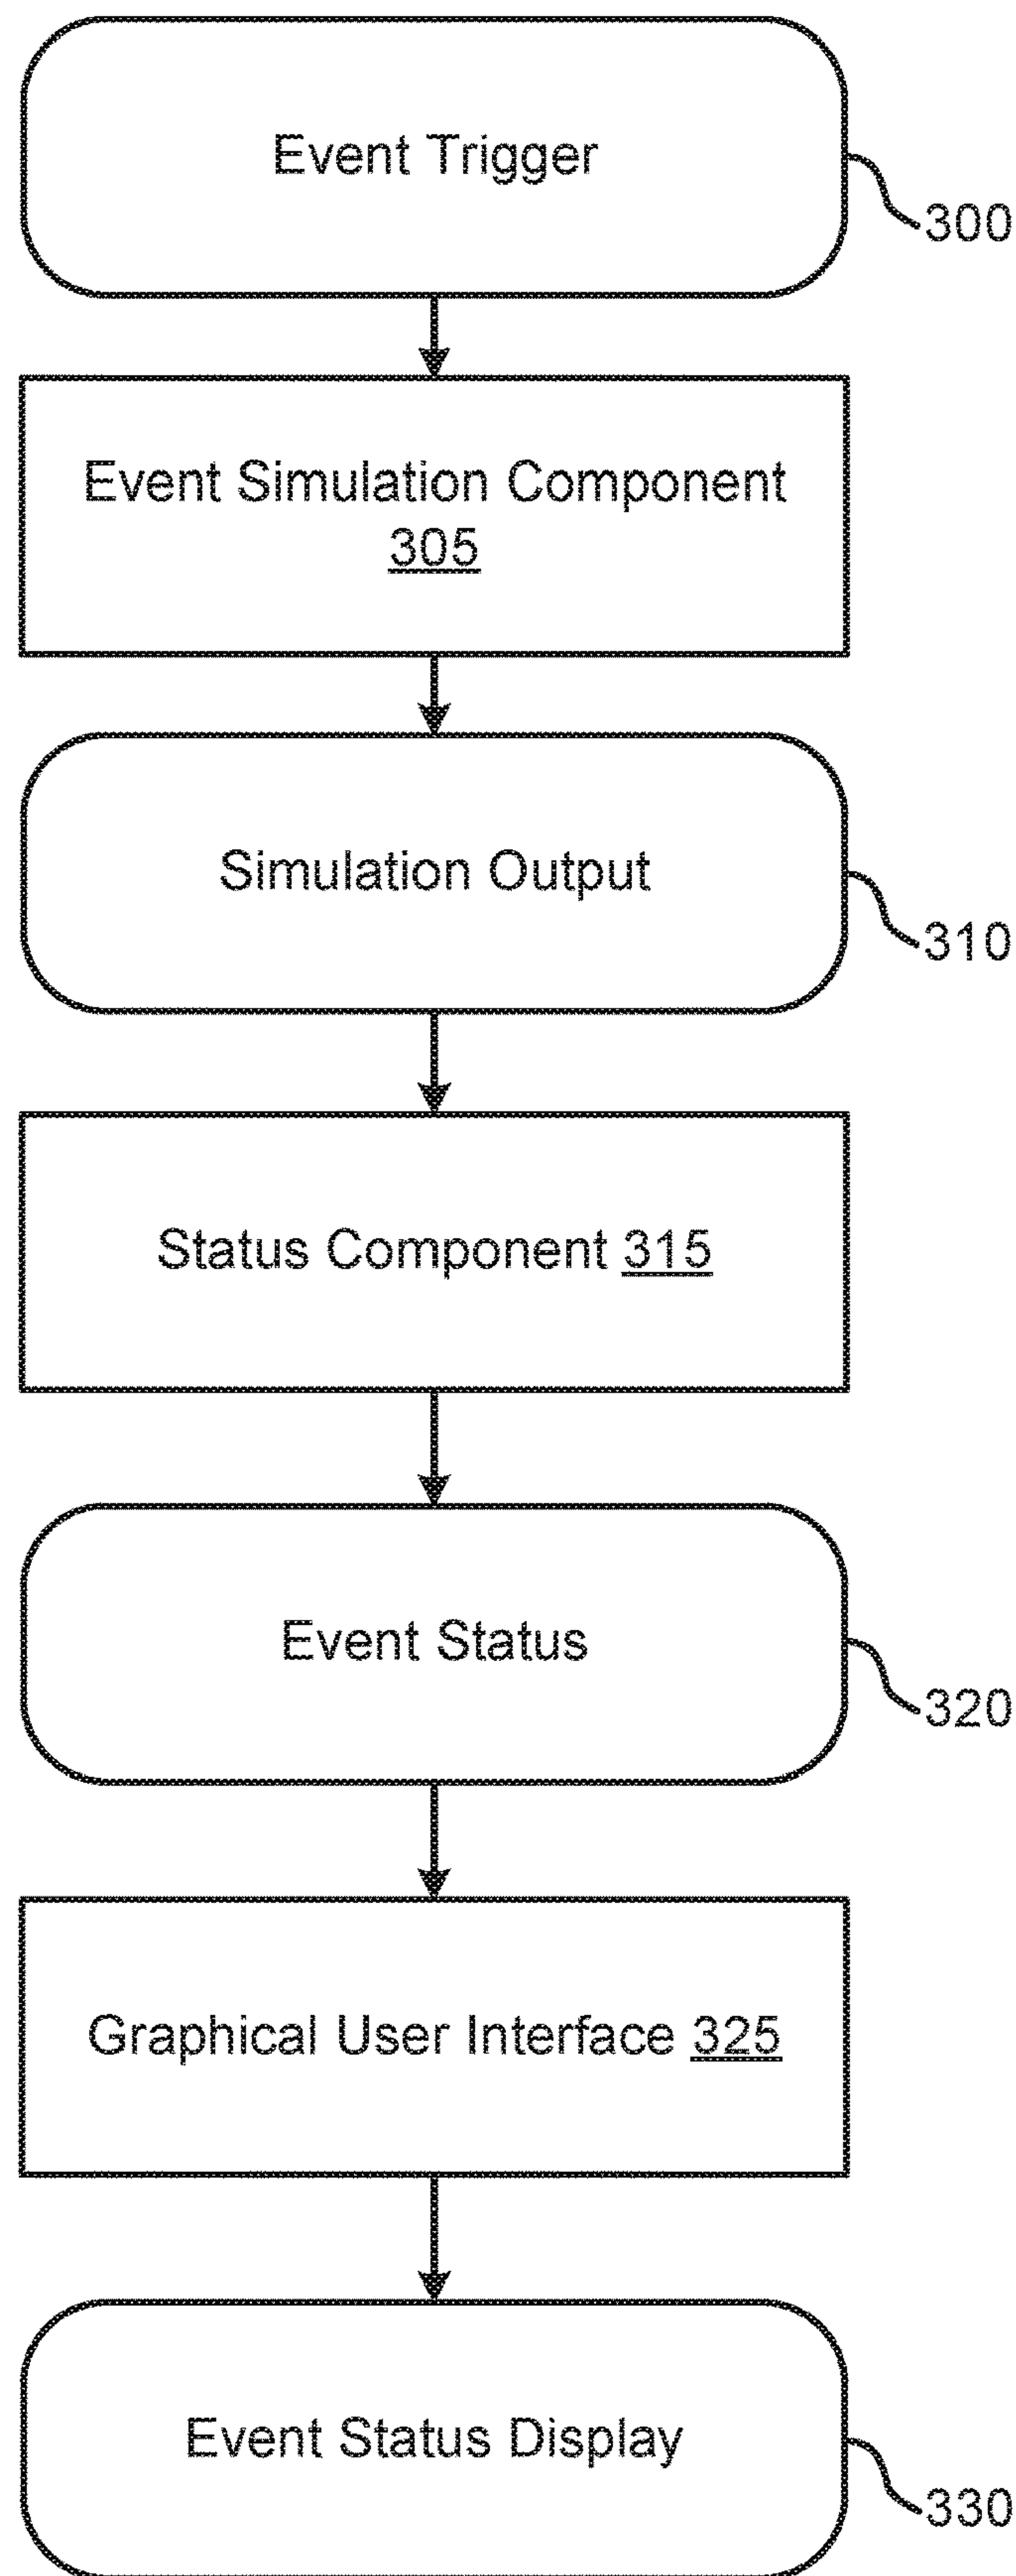 Event Trigger
300
Event Simulation Component
305
Simulation Output
310
Status Component 315
Event Status
320
Graphical User Interface 325
Event Status Display
330